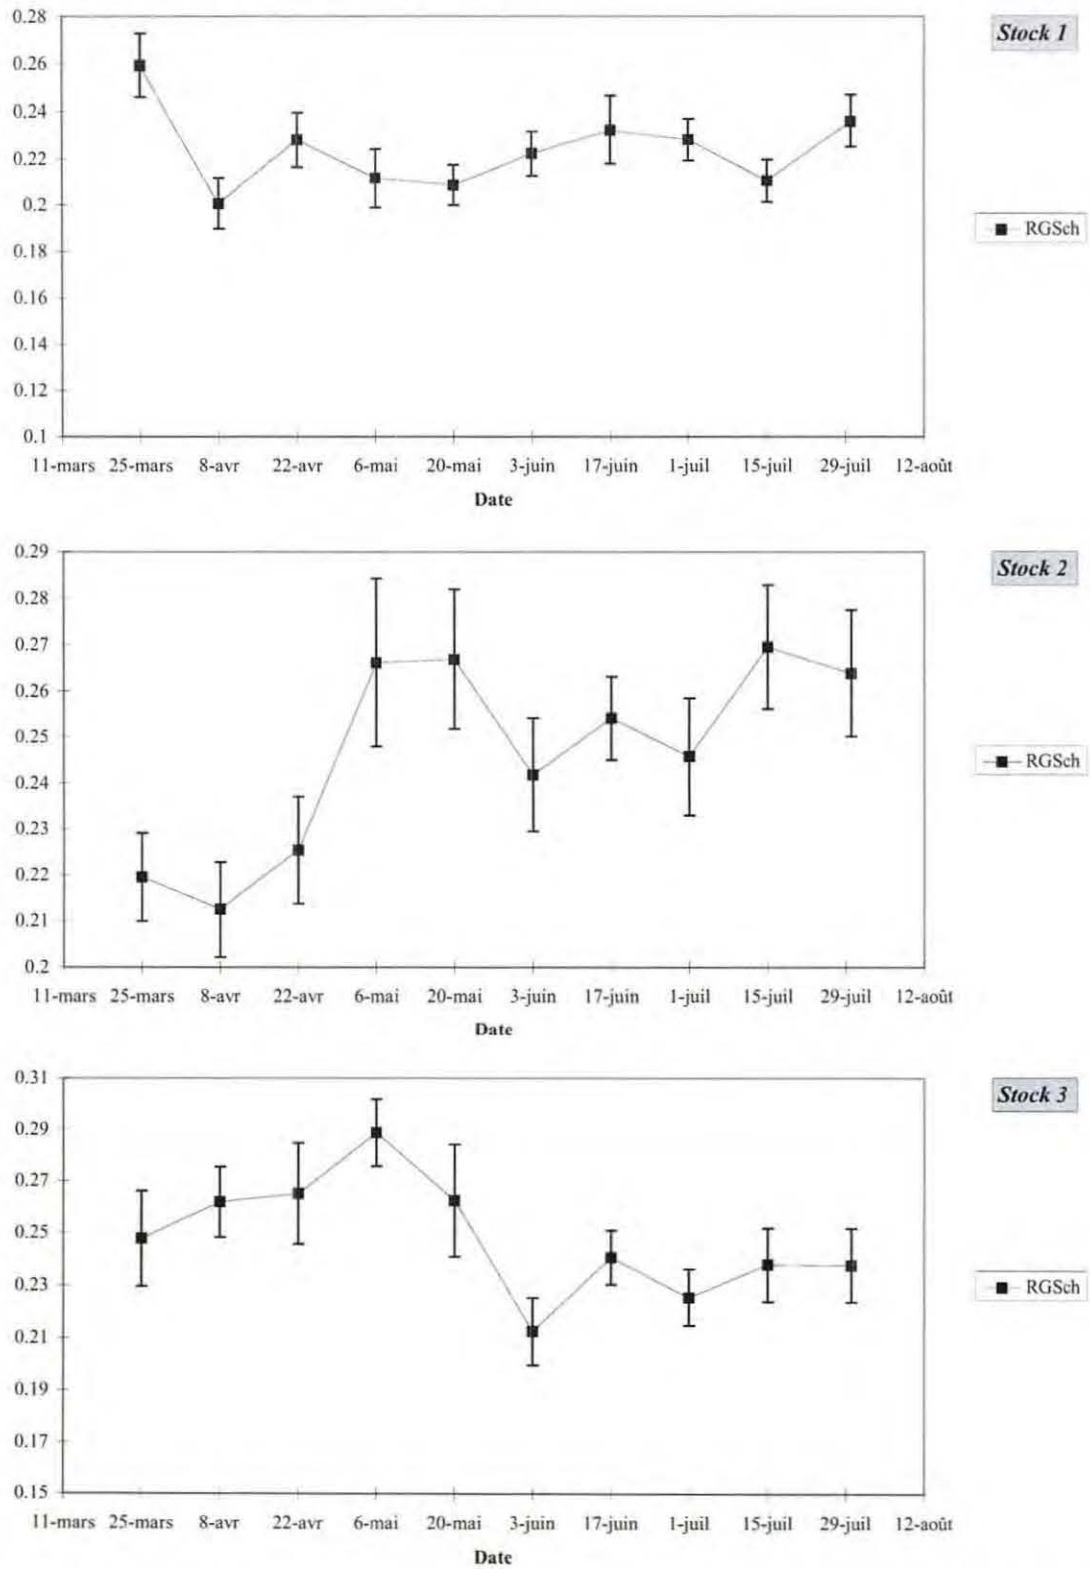 Stock 1
0.28
0.26
0.24
0.22
0.2
0.18
0.16
0.14
0.12
0.1
RGSch
11-mars 25-mars 8-avr 22-avr 6-mai 20-mai 3-juin 17-juin 1-juil 15-juil 29-juil 12-août
Date
Stock 2
0.29
0.28
0.27
0.26
0.25
0.24
0.23
0.22
0.21
0.2
RGSch
11-mars 25-mars 8-avr 22-avr 6-mai 20-mai 3-juin 17-juin 1-juil 15-juil 29-juil 12-août
Date
Stock 3
0.31
0.29
0.27
0.25
0.23
0.21
0.19
0.17
0.15
RGSch
11-mars 25-mars 8-avr 22-avr 6-mai 20-mai 3-juin 17-juin 1-juil 15-juil 29-juil 12-août
Date